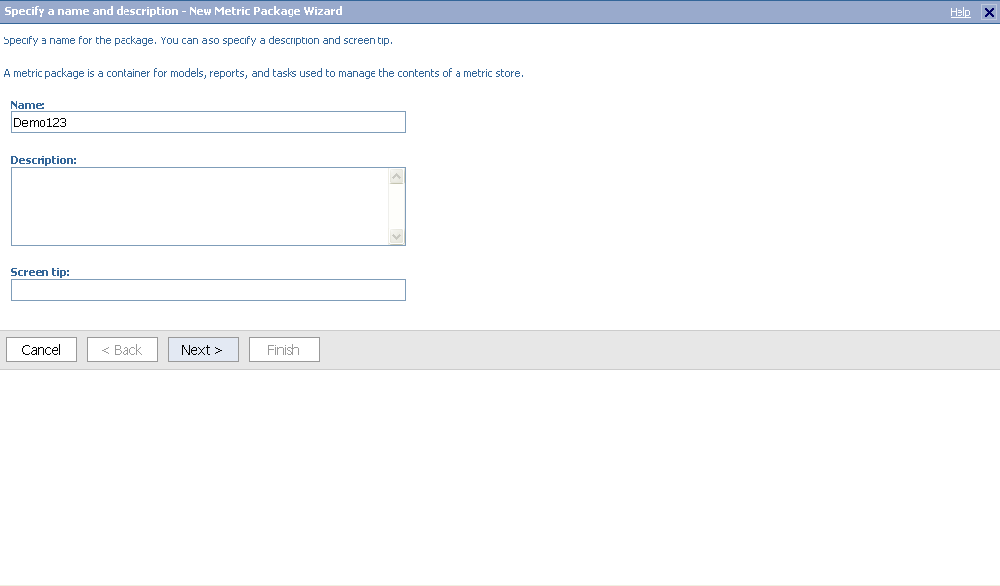 Specify a name and description - New Metric Package Wizard Help
Specify a name for the package. You can also specify a description and screen tip.
A metric package is a container for models, reports, and tasks used to manage the contents of a metric store.
Name:
Demo123
Description:
Screen tip:
Cancel < Back Next > Finish